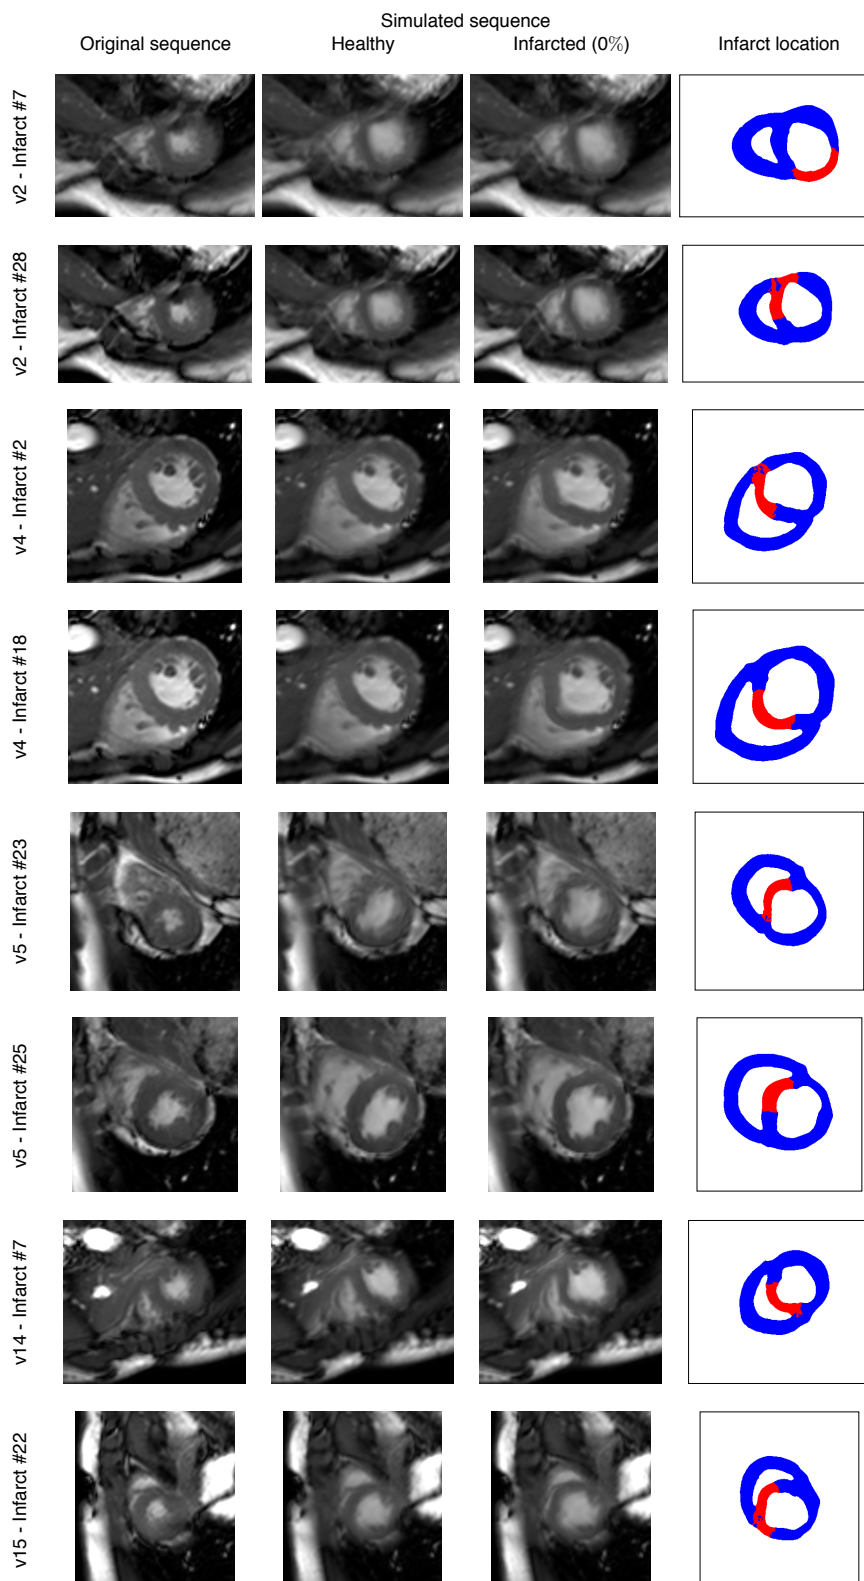 Simulated sequence
Original sequence Healthy Infarcted (0%) Infarct location
v2 - Infarct #7
v2 - Infarct #28
v4 - Infarct #2
v4 - Infarct #18
v5 - Infarct #23
v5 - Infarct #25
v14 - Infarct #7
v15 - Infarct #22